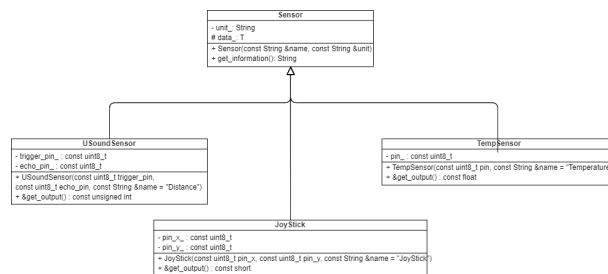 Sensor
- unit_: String
# data_: T
+ Sensor(const String &name, const String &unit)
+ get_information(): String
USoundSensor
- trigger_pin_ : const uint8_t
- echo_pin_ : const uint8_t
+ USoundSensor(const uint8_t trigger_pin,
const uint8_t echo_pin, const String &name = "Distance")
+ &get_output() : const unsigned int
TempSensor
- pin_ : const uint8_t
+ TempSensor(const uint8_t pin, const String &name = "Temperature
+ &get_output() : const float
JoyStick
- pin_x_ : const uint8_t
- pin_y_ : const uint8_t
+ JoyStick(const uint8_t pin_x, const uint8_t pin_y, const String &name = "JoyStick")
+ &get_output() : const short